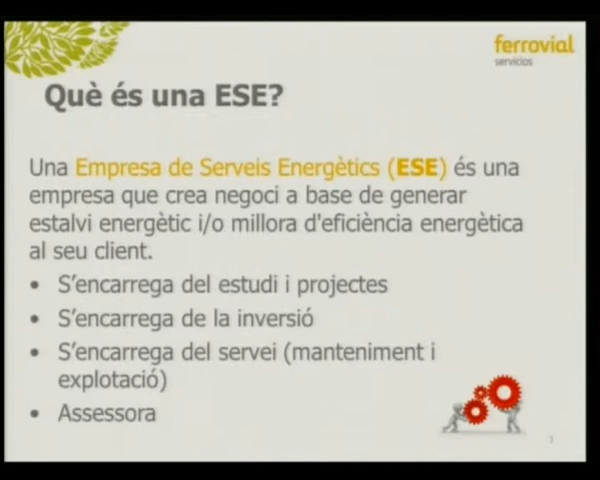 ferrovial
servicios
Què és una ESE?
Una Empresa de Serveis Energètics (ESE) és una
empresa que crea negoci a base de generar
estalvi energètic i/o millora d'eficiència energètica
al seu client.
• S'encarrega del estudi i projectes
• S'encarrega de la inversió
• S'encarrega del servei (manteniment i
explotació)
• Assessora